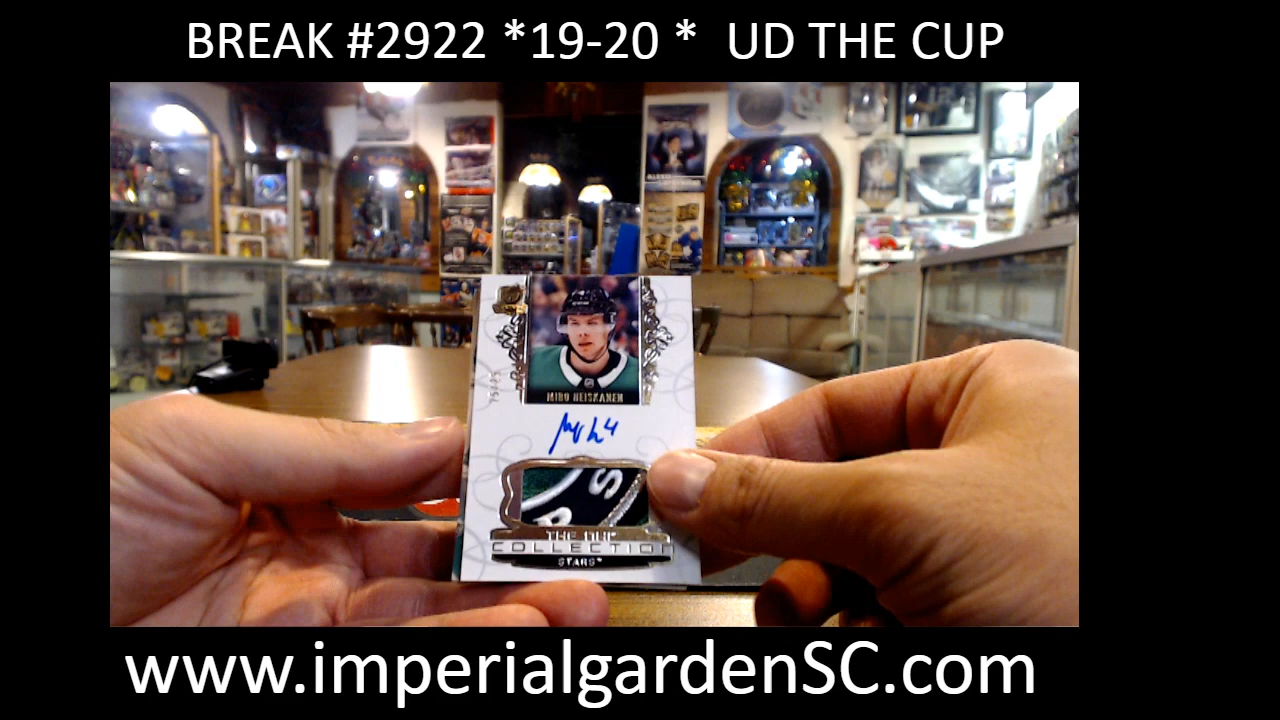 BREAK #2922 *19-20 *  UD THE CUP
MIRO HEISKANEN
THE CUP
COLLECTION
STARS
www.imperialgardenSC.com